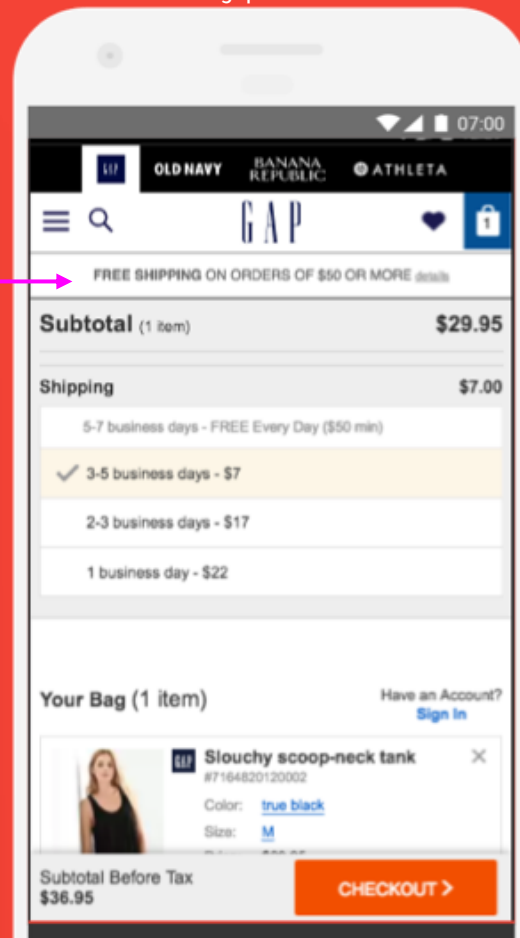 07:00
GAP OLD NAVY BANANA REPUBLIC ATHLETA
GAP 1
FREE SHIPPING ON ORDERS OF $50 OR MORE details
Subtotal (1 item) $29.95
Shipping $7.00
5-7 business days - FREE Every Day ($50 min)
3-5 business days - $7
2-3 business days - $17
1 business day - $22
Your Bag (1 item)
Have an Account?
Sign In
GAP Slouchy scoop-neck tank
#7164820120002
Color: true black
Size: M
Subtotal Before Tax
$36.95
CHECKOUT >